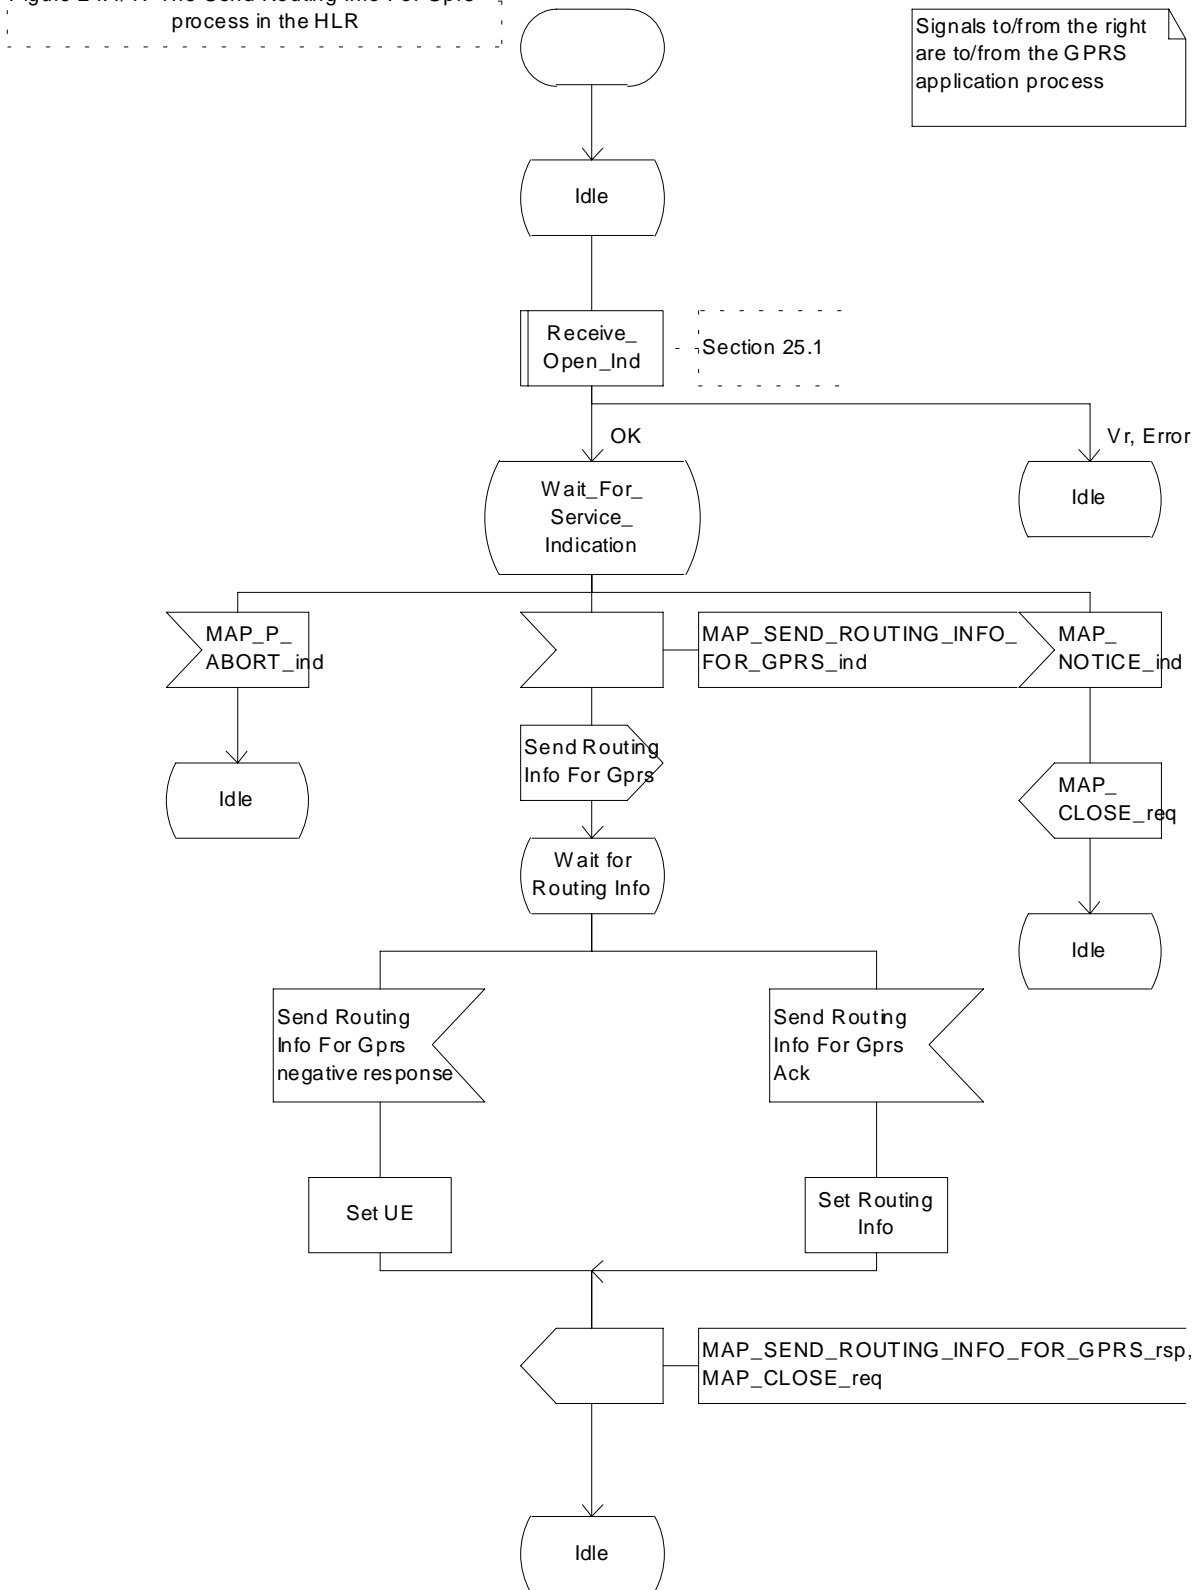 process in the HLR
Signals to/from the right
are to/from the GPRS
application process
Idle
Receive_
Open_Ind
Section 25.1
OK
Vr, Error
Wait_For_
Service_
Indication
Idle
MAP_P_
ABORT_ind
MAP_SEND_ROUTING_INFO_
FOR_GPRS_ind
MAP_
NOTICE_ind
Send Routing
Info For Gprs
Idle
MAP_
CLOSE_req
Wait for
Routing Info
Idle
Send Routing
Info For Gprs
negative response
Send Routing
Info For Gprs
Ack
Set UE
Set Routing
Info
MAP_SEND_ROUTING_INFO_FOR_GPRS_rsp,
MAP_CLOSE_req
Idle